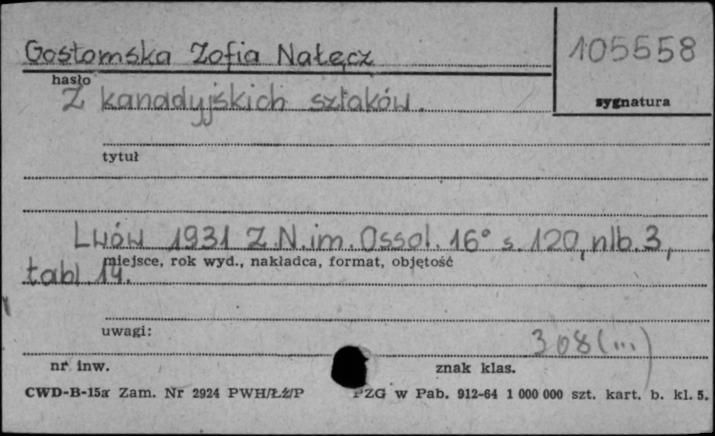 Gostomska Zofia Nałęcz
105558
hasło
Z kanadyjskich szlaków.
sygnatura
tytuł
Lwów 1931 Z.N.im.Ossol. 16° s. 120, nlb. 3,
miejsce, rok wyd., nakładca, format, objętość
tabl. 14.
uwagi:
308(...)
nr inw.
znak klas.
CWD-B-15a Zam. Nr 2924 PWH/Ł.Ż/P PZG w Pab. 912-64 1 000 000 szt. kart. b. kl. 5.